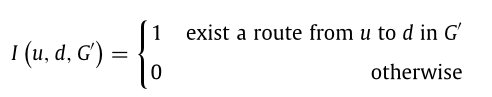 I (u, d, G′) = { 1 exist a route from u to d in G′
0 otherwise